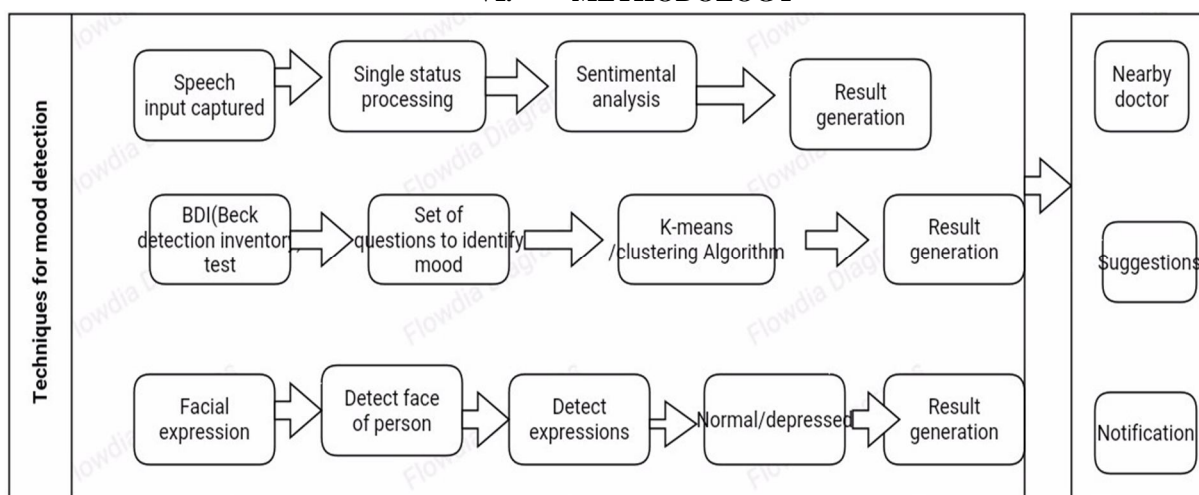 Techniques for mood detection
Speech
input captured
Single status
processing
Sentimental
analysis
Result
generation
BDI(Beck
detection inventory
test
Set of
questions to identify
mood
K-means
/clustering Algorithm
Result
generation
Facial
expression
Detect face
of person
Detect
expressions
Normal/depressed
Result
generation
Nearby
doctor
Suggestions
Notification
Flowdia Diagrams